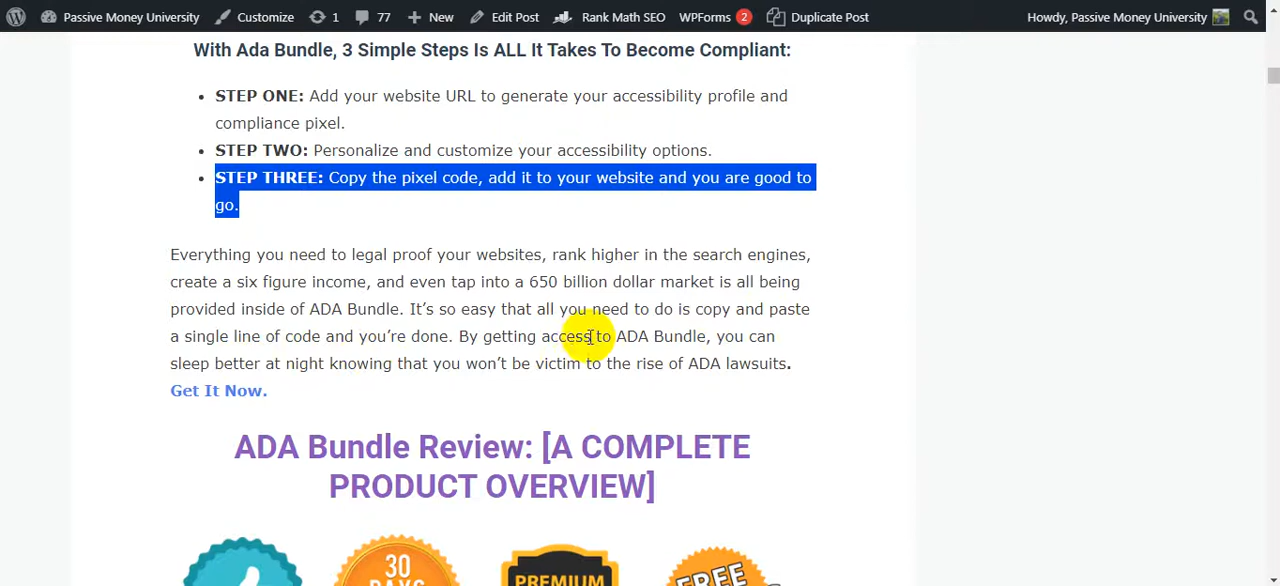 Passive Money University Customize 1 77 New Edit Post Rank Math SEO WPForms 2 Duplicate Post Howdy, Passive Money University
With Ada Bundle, 3 Simple Steps Is ALL It Takes To Become Compliant:
• STEP ONE: Add your website URL to generate your accessibility profile and
compliance pixel.
• STEP TWO: Personalize and customize your accessibility options.
• STEP THREE: Copy the pixel code, add it to your website and you are good to
go.
Everything you need to legal proof your websites, rank higher in the search engines,
create a six figure income, and even tap into a 650 billion dollar market is all being
provided inside of ADA Bundle. It’s so easy that all you need to do is copy and paste
a single line of code and you’re done. By getting access to ADA Bundle, you can
sleep better at night knowing that you won’t be victim to the rise of ADA lawsuits.
Get It Now.
ADA Bundle Review: [A COMPLETE
PRODUCT OVERVIEW]
30
DAYS
PREMIUM
FREE